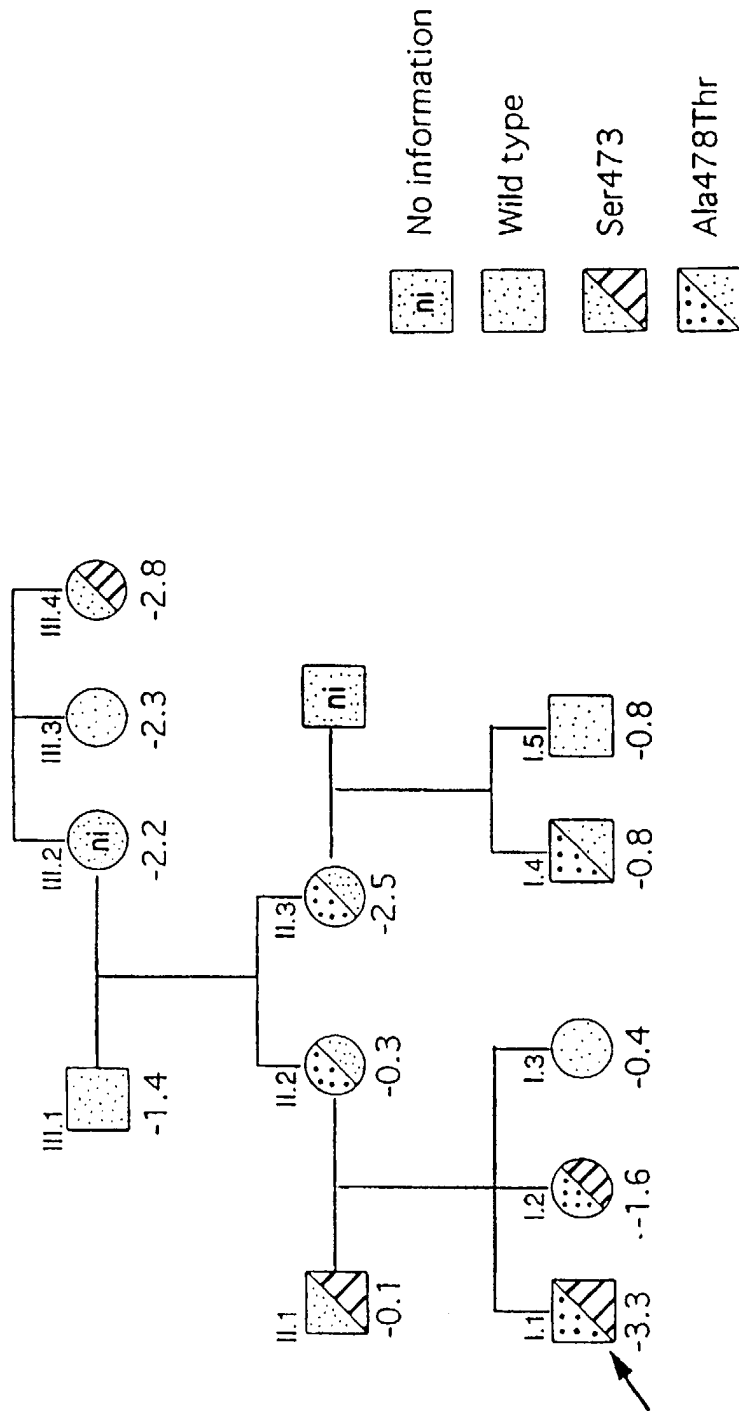 III.1
-1.4
III.2
ni
-2.2
III.3
-2.3
III.4
-2.8
II.1
-0.1
II.2
-0.3
II.3
-2.5
ni
I.1
-3.3
I.2
-1.6
I.3
-0.4
I.4
-0.8
I.5
-0.8
ni No information
Wild type
Ser473
Ala478Thr